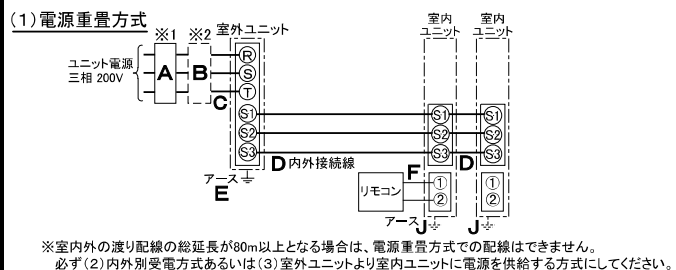 (1)電源重畳方式
※1 ※2 室外ユニット
室内
ユニット
室内
ユニット
ユニット電源
三相 200V
A
B
C
R
S
T
S1
S2
S3
S1
S2
S3
S1
S2
S3
D 内外接続線
D
アース
E
F
リモコン
①
②
①
②
アース J
J
※室内外の渡り配線の総延長が80m以上となる場合は、電源重畳方式での配線はできません。
必ず(2)内外別受電方式あるいは(3)室外ユニットより室内ユニットに電源を供給する方式にしてください。